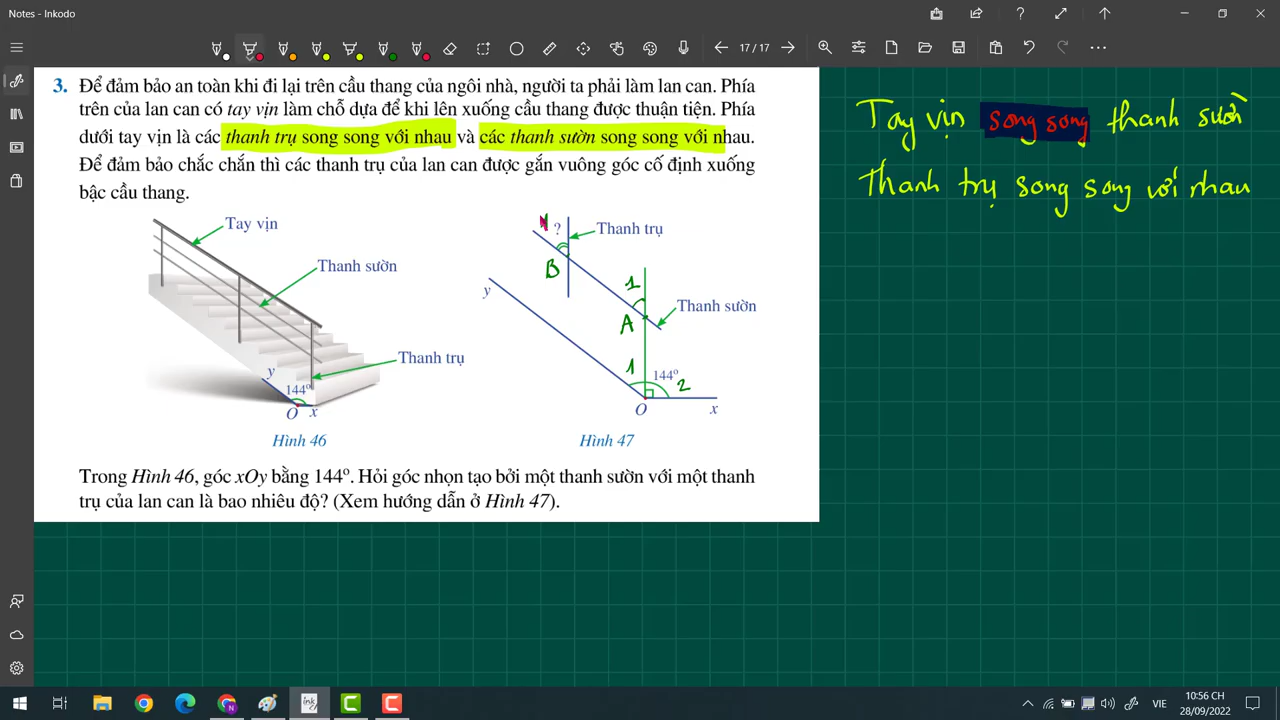 Notes - Inkodo
17 / 17
3. Để đảm bảo an toàn khi đi lại trên cầu thang của ngôi nhà, người ta phải làm lan can. Phía
trên của lan can có tay vịn làm chỗ dựa để khi lên xuống cầu thang được thuận tiện. Phía
dưới tay vịn là các thanh trụ song song với nhau và các thanh sườn song song với nhau.
Để đảm bảo chắc chắn thì các thanh trụ của lan can được gắn vuông góc cố định xuống
bậc cầu thang.
Tay vịn song song thanh sườn
Thanh trụ song song với nhau
Tay vịn
Thanh sườn
Thanh trụ
y
144°
O
x
Hình 46
?
Thanh trụ
B
1
y
A
Thanh sườn
1
144°
2
O
x
Hình 47
Trong Hình 46, góc xOy bằng 144°. Hỏi góc nhọn tạo bởi một thanh sườn với một thanh
trụ của lan can là bao nhiêu độ? (Xem hướng dẫn ở Hình 47).
ink
VIE
10:56 CH
28/09/2022